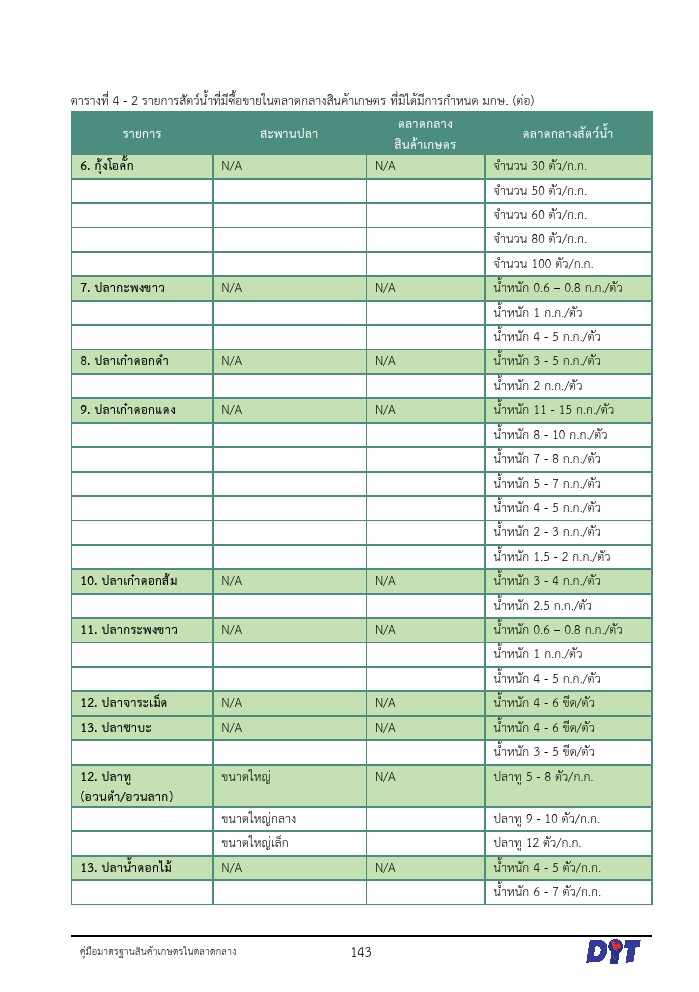 ตารางที่ 4 - 2 รายการสัตว์น้ำที่มีซื้อขายในตลาดกลางสินค้าเกษตร ที่มิได้มีการกำหนด มกษ. (ต่อ)
รายการ สะพานปลา ตลาดกลาง สินค้าเกษตร ตลาดกลางสัตว์น้ำ
6. กุ้งโอคัก N/A N/A จำนวน 30 ตัว/ก.ก.
จำนวน 50 ตัว/ก.ก.
จำนวน 60 ตัว/ก.ก.
จำนวน 80 ตัว/ก.ก.
จำนวน 100 ตัว/ก.ก.
7. ปลากะพงขาว N/A N/A น้ำหนัก 0.6 – 0.8 ก.ก./ตัว
น้ำหนัก 1 ก.ก./ตัว
น้ำหนัก 4 - 5 ก.ก./ตัว
8. ปลาเก๋าดอกดำ N/A N/A น้ำหนัก 3 - 5 ก.ก./ตัว
น้ำหนัก 2 ก.ก./ตัว
9. ปลาเก๋าดอกแดง N/A N/A น้ำหนัก 11 - 15 ก.ก./ตัว
น้ำหนัก 8 - 10 ก.ก./ตัว
น้ำหนัก 7 - 8 ก.ก./ตัว
น้ำหนัก 5 - 7 ก.ก./ตัว
น้ำหนัก 4 - 5 ก.ก./ตัว
น้ำหนัก 2 - 3 ก.ก./ตัว
น้ำหนัก 1.5 - 2 ก.ก./ตัว
10. ปลาเก๋าดอกส้ม N/A N/A น้ำหนัก 3 - 4 ก.ก./ตัว
น้ำหนัก 2.5 ก.ก./ตัว
11. ปลากระพงขาว N/A N/A น้ำหนัก 0.6 – 0.8 ก.ก./ตัว
น้ำหนัก 1 ก.ก./ตัว
น้ำหนัก 4 - 5 ก.ก./ตัว
12. ปลาจาระเม็ด N/A N/A น้ำหนัก 4 - 6 ขีด/ตัว
13. ปลาซาบะ N/A N/A น้ำหนัก 4 - 6 ขีด/ตัว
น้ำหนัก 3 - 5 ขีด/ตัว
12. ปลาทู ขนาดใหญ่ N/A ปลาทู 5 - 8 ตัว/ก.ก.
(อวนดำ/อวนลาก)
ขนาดใหญ่กลาง ปลาทู 9 - 10 ตัว/ก.ก.
ขนาดใหญ่เล็ก ปลาทู 12 ตัว/ก.ก.
13. ปลาน้ำดอกไม้ N/A N/A น้ำหนัก 4 - 5 ตัว/ก.ก.
น้ำหนัก 6 - 7 ตัว/ก.ก.
คู่มือมาตรฐานสินค้าเกษตรในตลาดกลาง 143 DIT